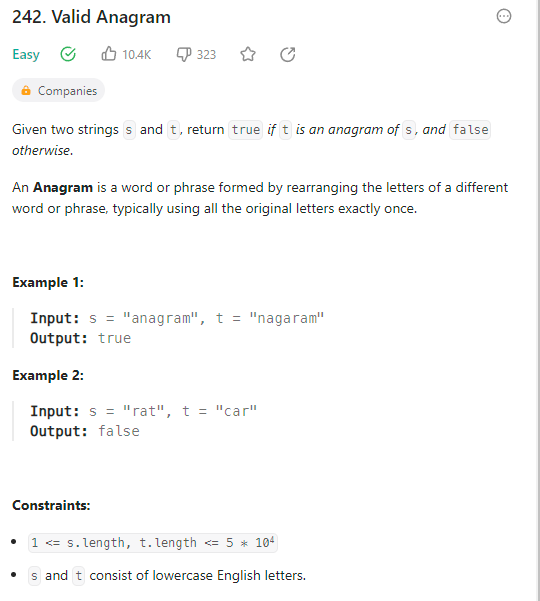 242. Valid Anagram
Easy 10.4K 323
Companies
Given two strings s and t, return true if t is an anagram of s, and false
otherwise.
An Anagram is a word or phrase formed by rearranging the letters of a different
word or phrase, typically using all the original letters exactly once.
Example 1:
Input: s = "anagram", t = "nagaram"
Output: true
Example 2:
Input: s = "rat", t = "car"
Output: false
Constraints:
• 1 <= s.length, t.length <= 5 * 10⁴
• s and t consist of lowercase English letters.